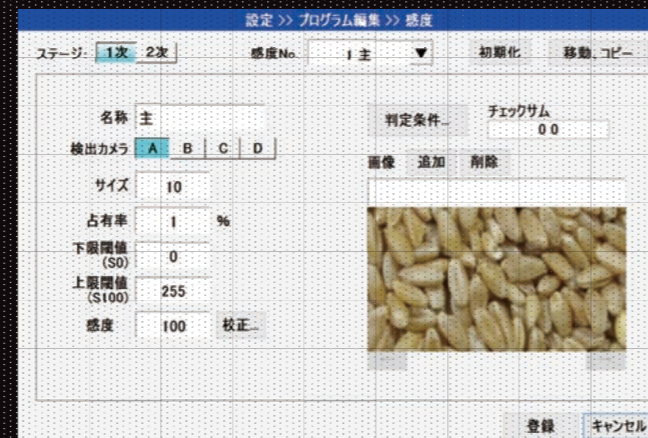 設定 >> プログラム編集 >> 感度
ステージ: 1次 2次 感度No. 1 主 ▼ 初期化 移動、コピー
名称 主 判定条件... チェックサム
00
検出カメラ A B C D
画像 追加 削除
サイズ 10
占有率 1 %
下限閾値
(S0) 0
上限閾値
(S100) 255
感度 100 校正...
登録 キャンセル